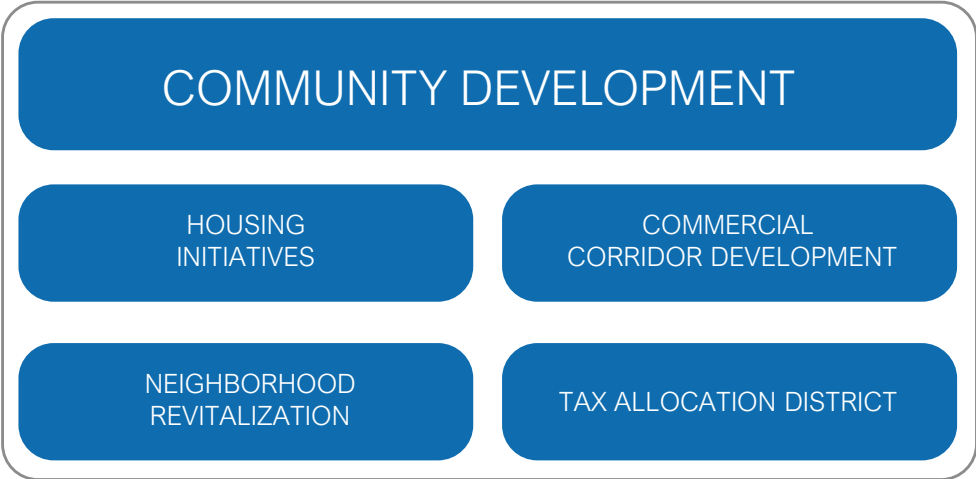 COMMUNITY DEVELOPMENT
HOUSING
INITIATIVES
COMMERCIAL
CORRIDOR DEVELOPMENT
NEIGHBORHOOD
REVITALIZATION
TAX ALLOCATION DISTRICT